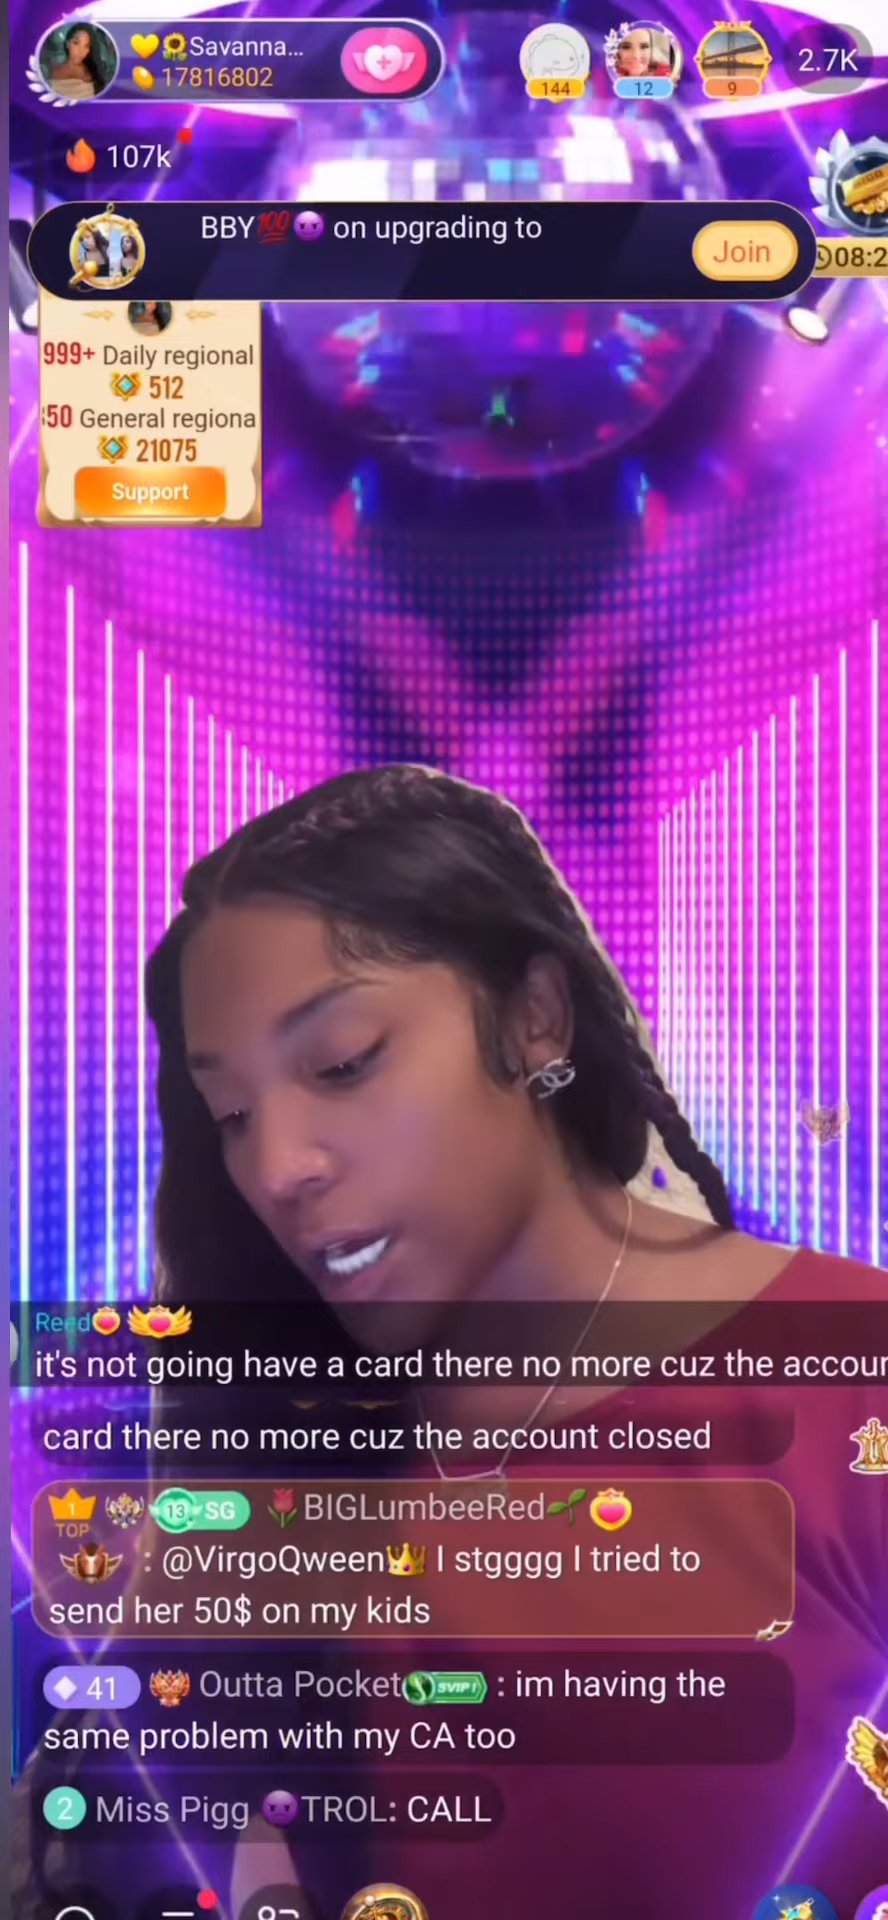 💛🌻Savanna...
17816802
144
12
9
2.7K
107k
BBY💯😈 on upgrading to
Join
08:2
999+ Daily regional
512
50 General regiona
21075
Support
Reed
it's not going have a card there no more cuz the accour
card there no more cuz the account closed
1 TOP 13 SG 🌷BIGLumbeeRed🌱
: @VirgoQween👑 I stgggg I tried to
send her 50$ on my kids
41 Outta Pocket SVIP1 : im having the
same problem with my CA too
2 Miss Pigg 😈TROL: CALL